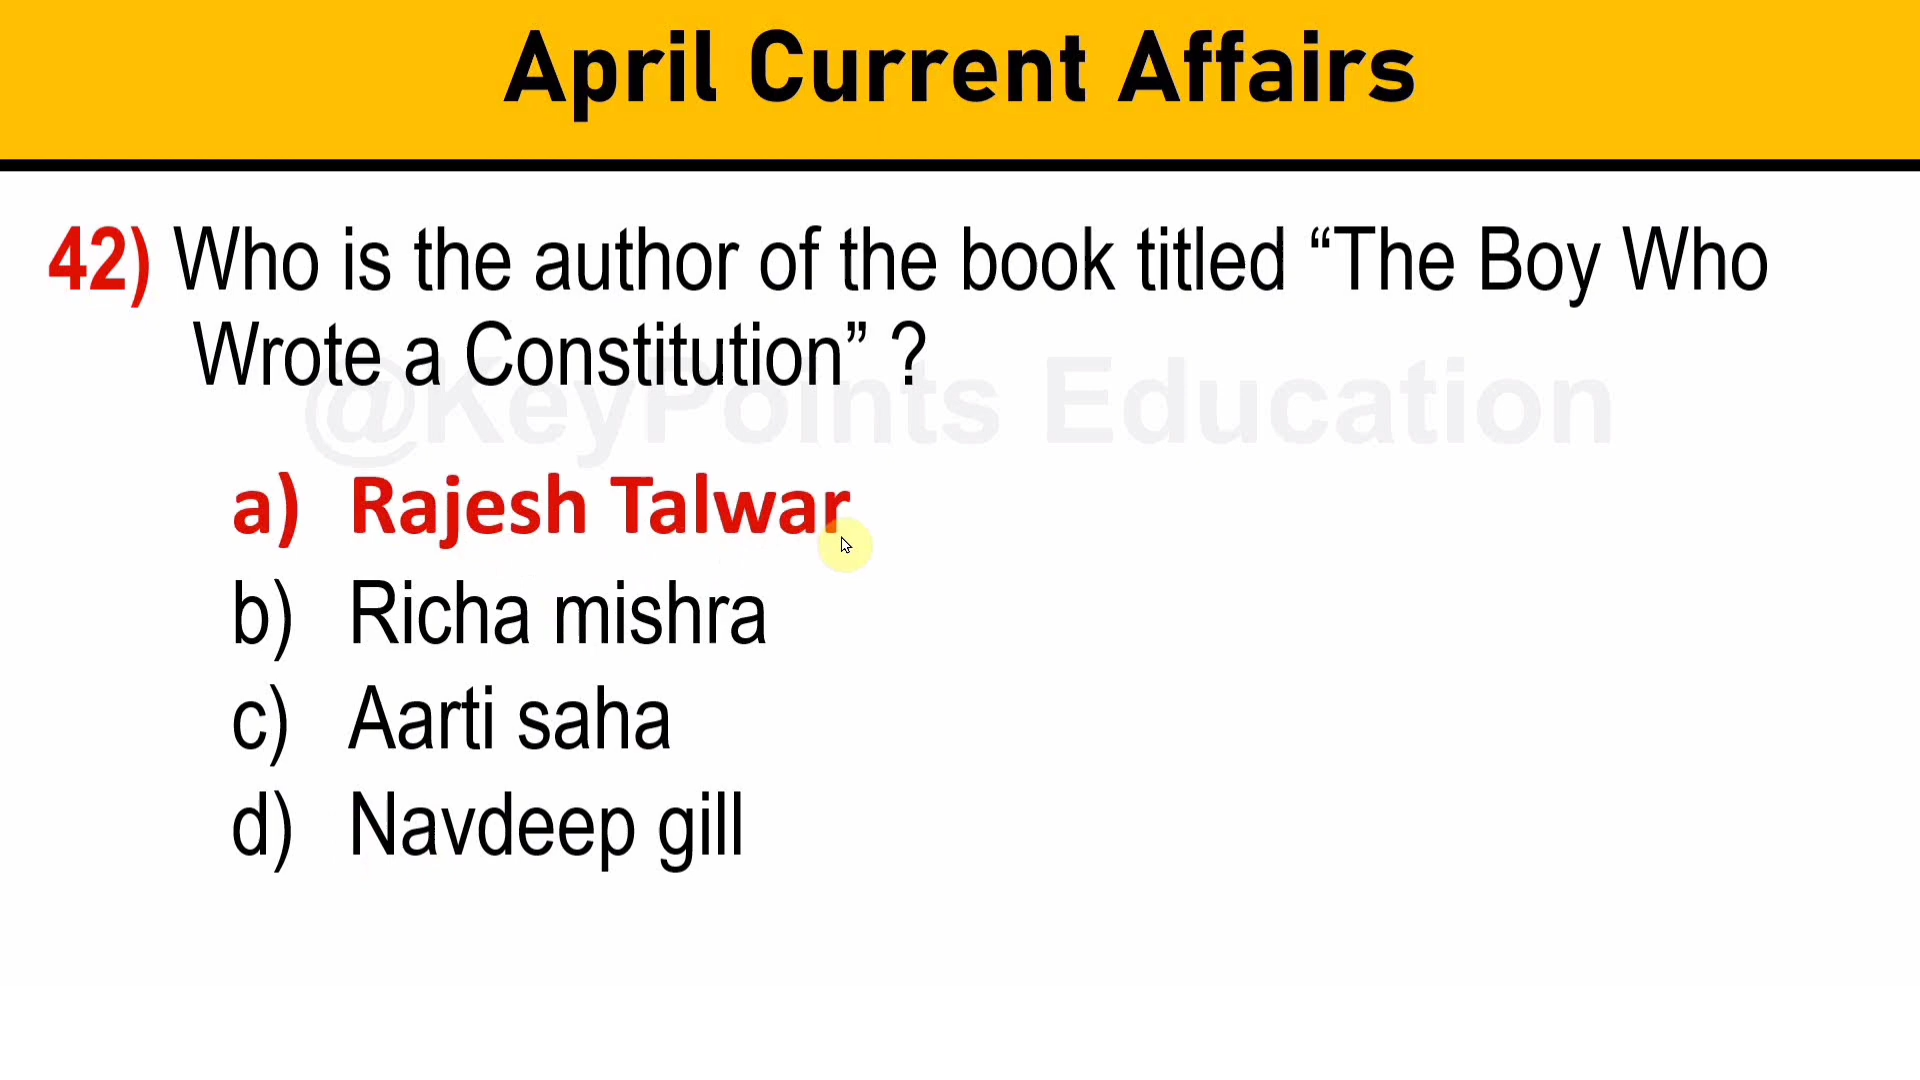 April Current Affairs
42) Who is the author of the book titled “The Boy Who
Wrote a Constitution” ?
@KeyPoints Education
a) Rajesh Talwar
b) Richa mishra
c) Aarti saha
d) Navdeep gill